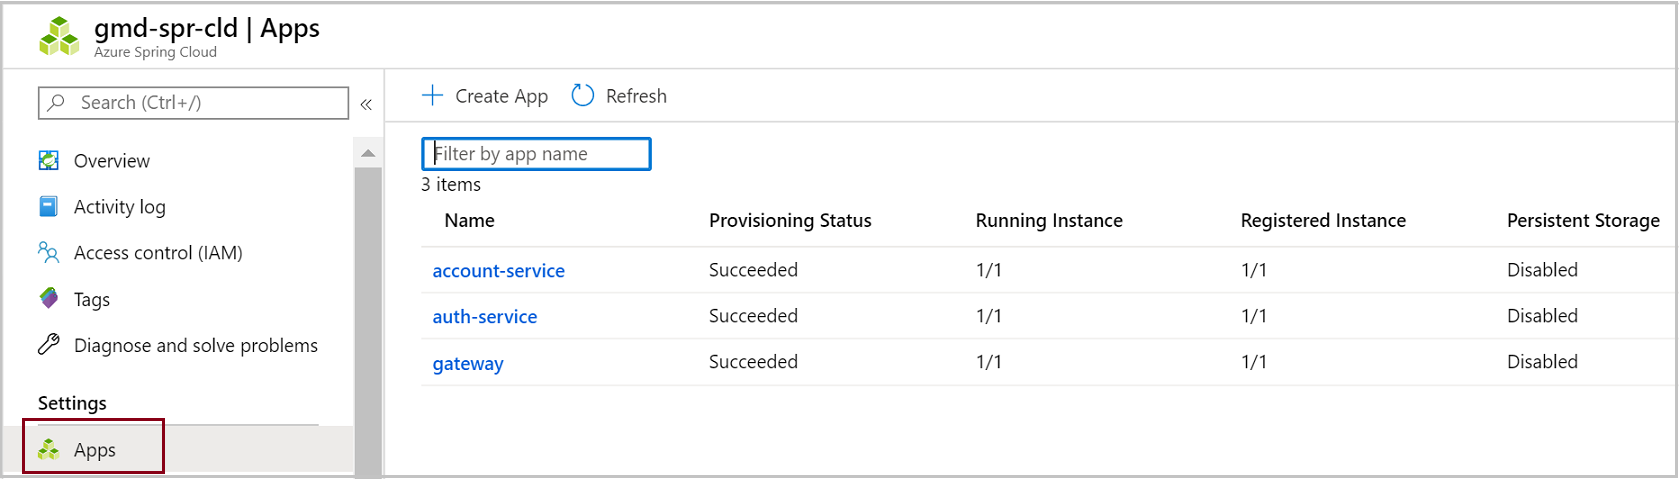 gmd-spr-cld | Apps
Azure Spring Cloud
Search (Ctrl+/)
«
Overview
Activity log
Access control (IAM)
Tags
Diagnose and solve problems
Settings
Apps
Create App Refresh
Filter by app name
3 items
Name Provisioning Status Running Instance Registered Instance Persistent Storage
account-service Succeeded 1/1 1/1 Disabled
auth-service Succeeded 1/1 1/1 Disabled
gateway Succeeded 1/1 1/1 Disabled